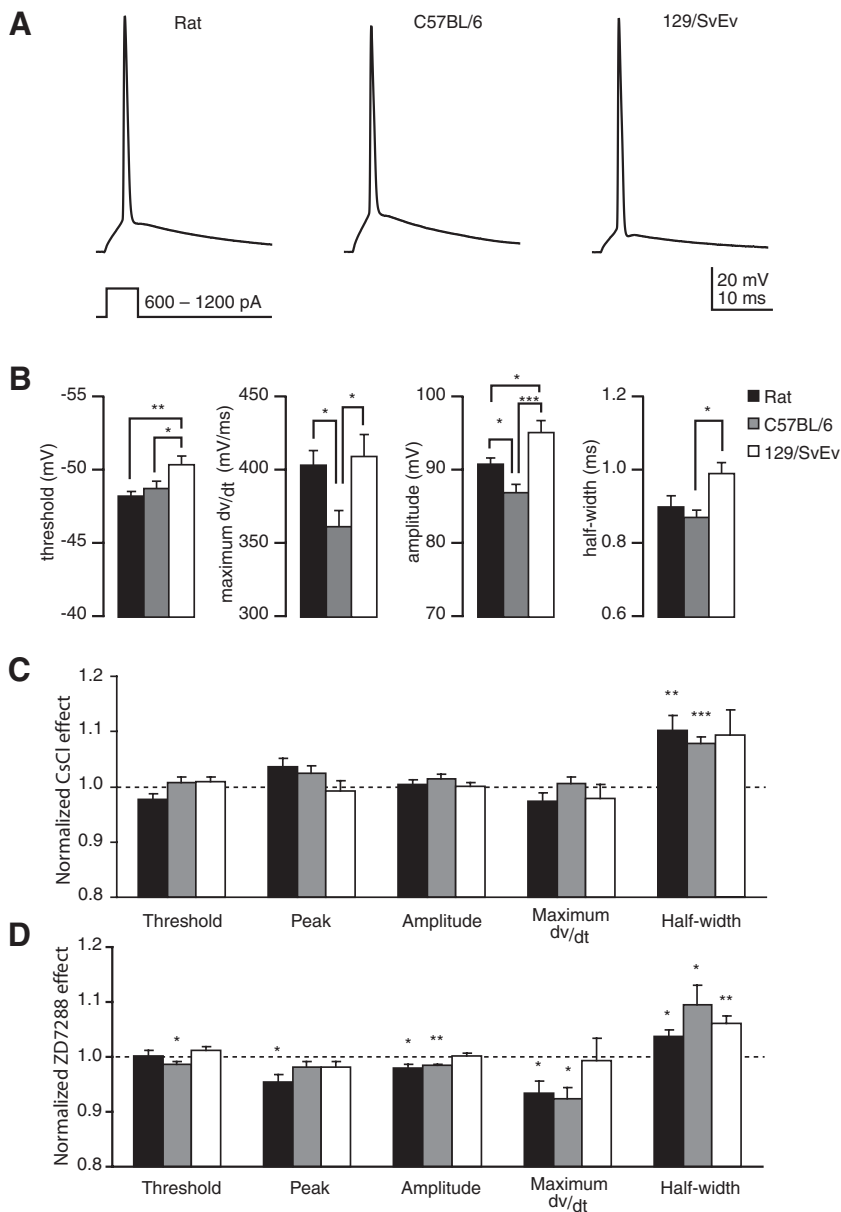 A
Rat
C57BL/6
129/SvEv
600 – 1200 pA
20 mV
10 ms
B
threshold (mV)
-55
-50
-45
-40
**
*
maximum dv/dt (mV/ms)
450
400
350
300
*
*
amplitude (mV)
100
90
80
70
*
*
***
half-width (ms)
1.2
1.0
0.8
0.6
*
Rat
C57BL/6
129/SvEv
C
Normalized CsCl effect
1.2
1.1
1.0
0.9
0.8
**
***
Threshold
Peak
Amplitude
Maximum
dv/dt
Half-width
D
Normalized ZD7288 effect
1.2
1.1
1.0
0.9
0.8
*
*
*
**
*
*
*
*
**
Threshold
Peak
Amplitude
Maximum
dv/dt
Half-width